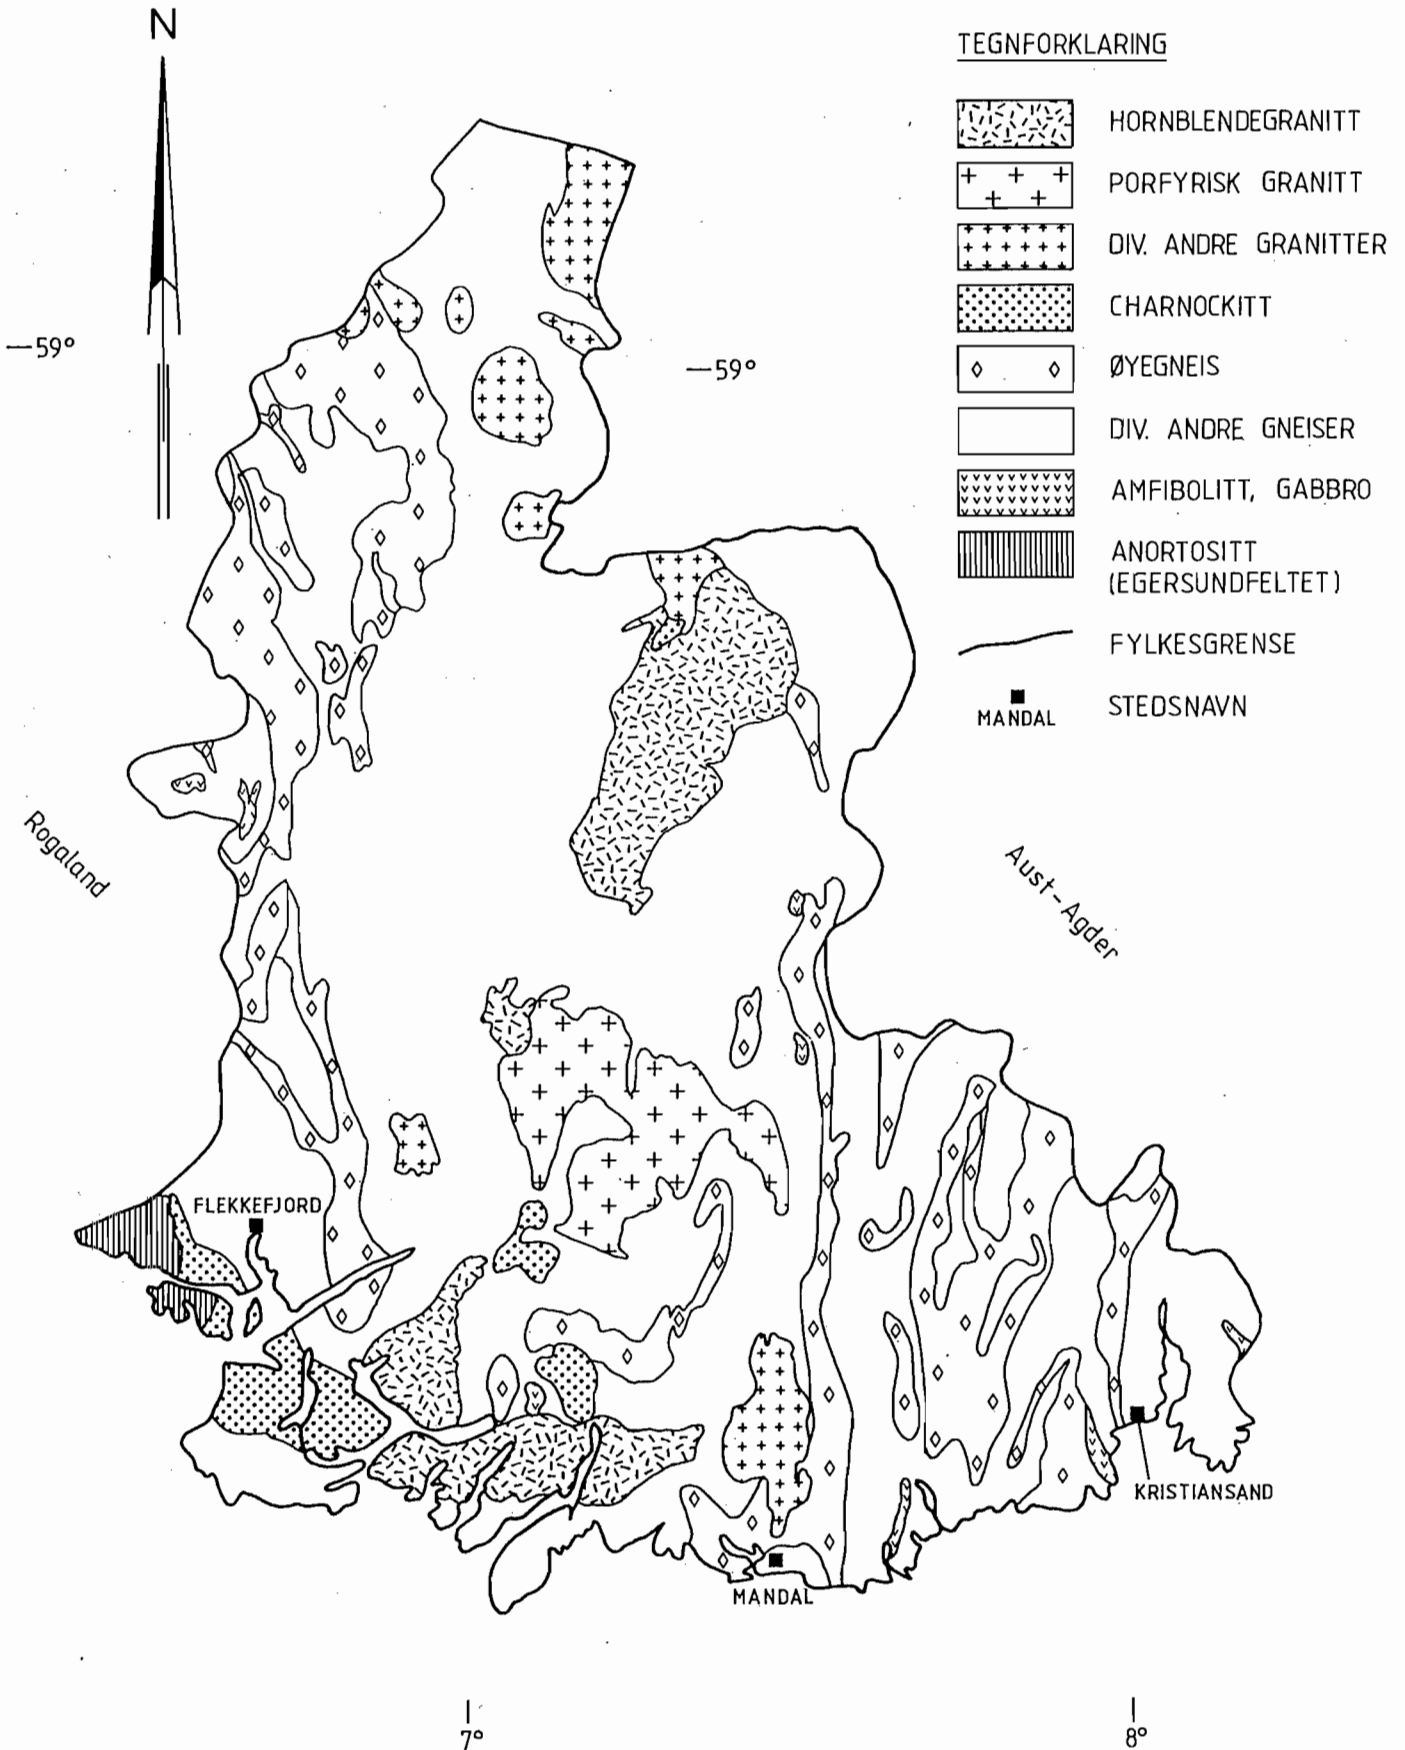 N
TEGNFORKLARING
HORNBLENDEGRANITT
PORFYRISK GRANITT
DIV. ANDRE GRANITTER
CHARNOCKITT
ØYEGNEIS
DIV. ANDRE GNEISER
AMFIBOLITT, GABBRO
ANORTOSITT
(EGERSUNDFELTET)
FYLKESGRENSE
MANDAL
STEDSNAVN
—59°
—59°
Rogaland
Aust-Agder
FLEKKEFJORD
KRISTIANSAND
MANDAL
7°
8°